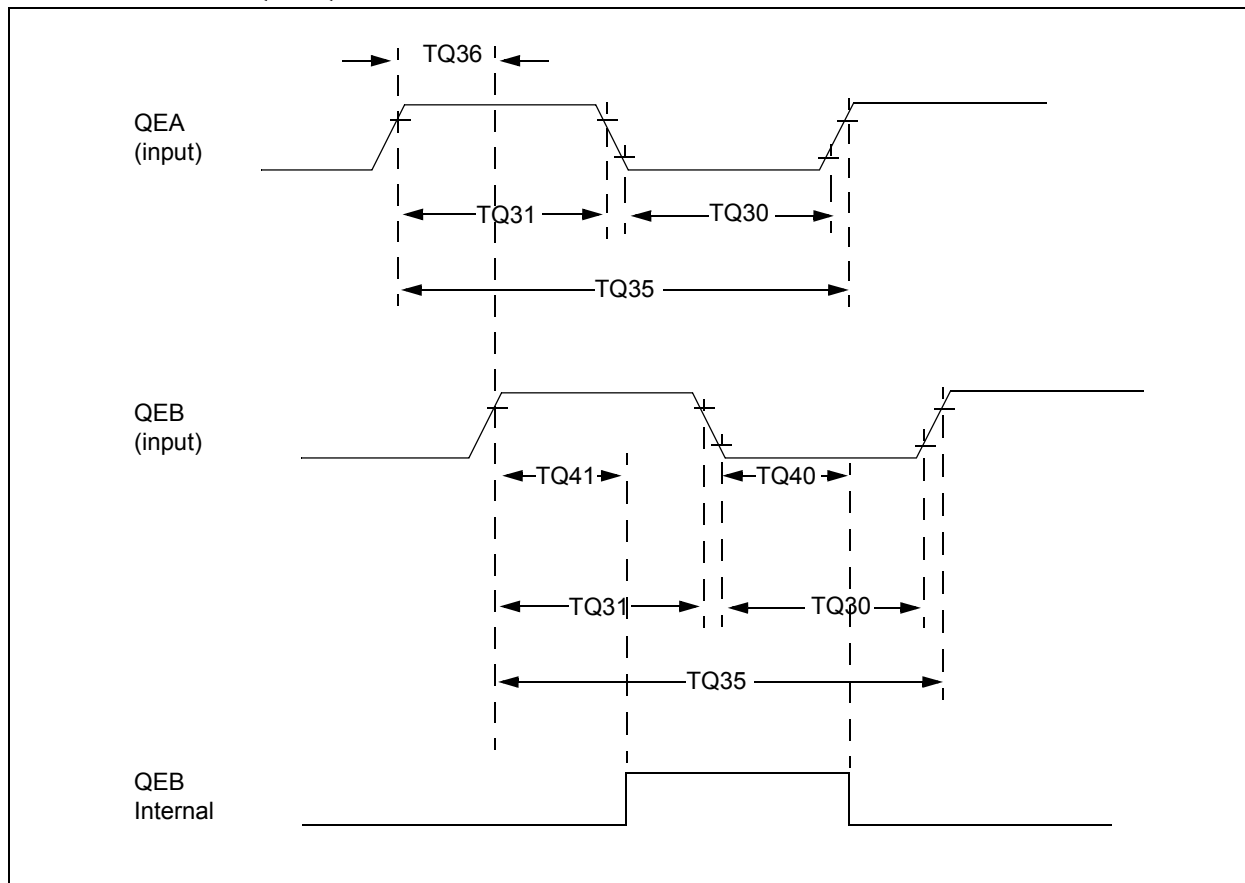 TQ36
QEA
(input)
TQ31
TQ30
TQ35
QEB
(input)
TQ41
TQ40
TQ31
TQ30
TQ35
QEB
Internal